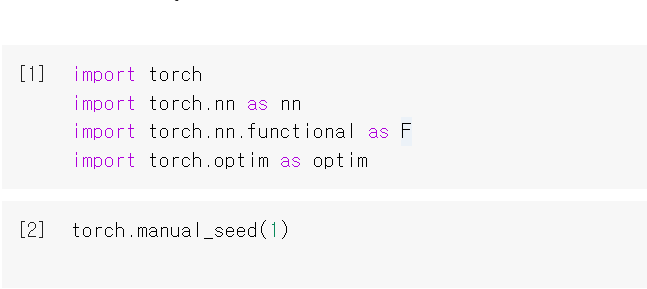 [1] import torch
import torch.nn as nn
import torch.nn.functional as F
import torch.optim as optim
[2] torch.manual_seed(1)